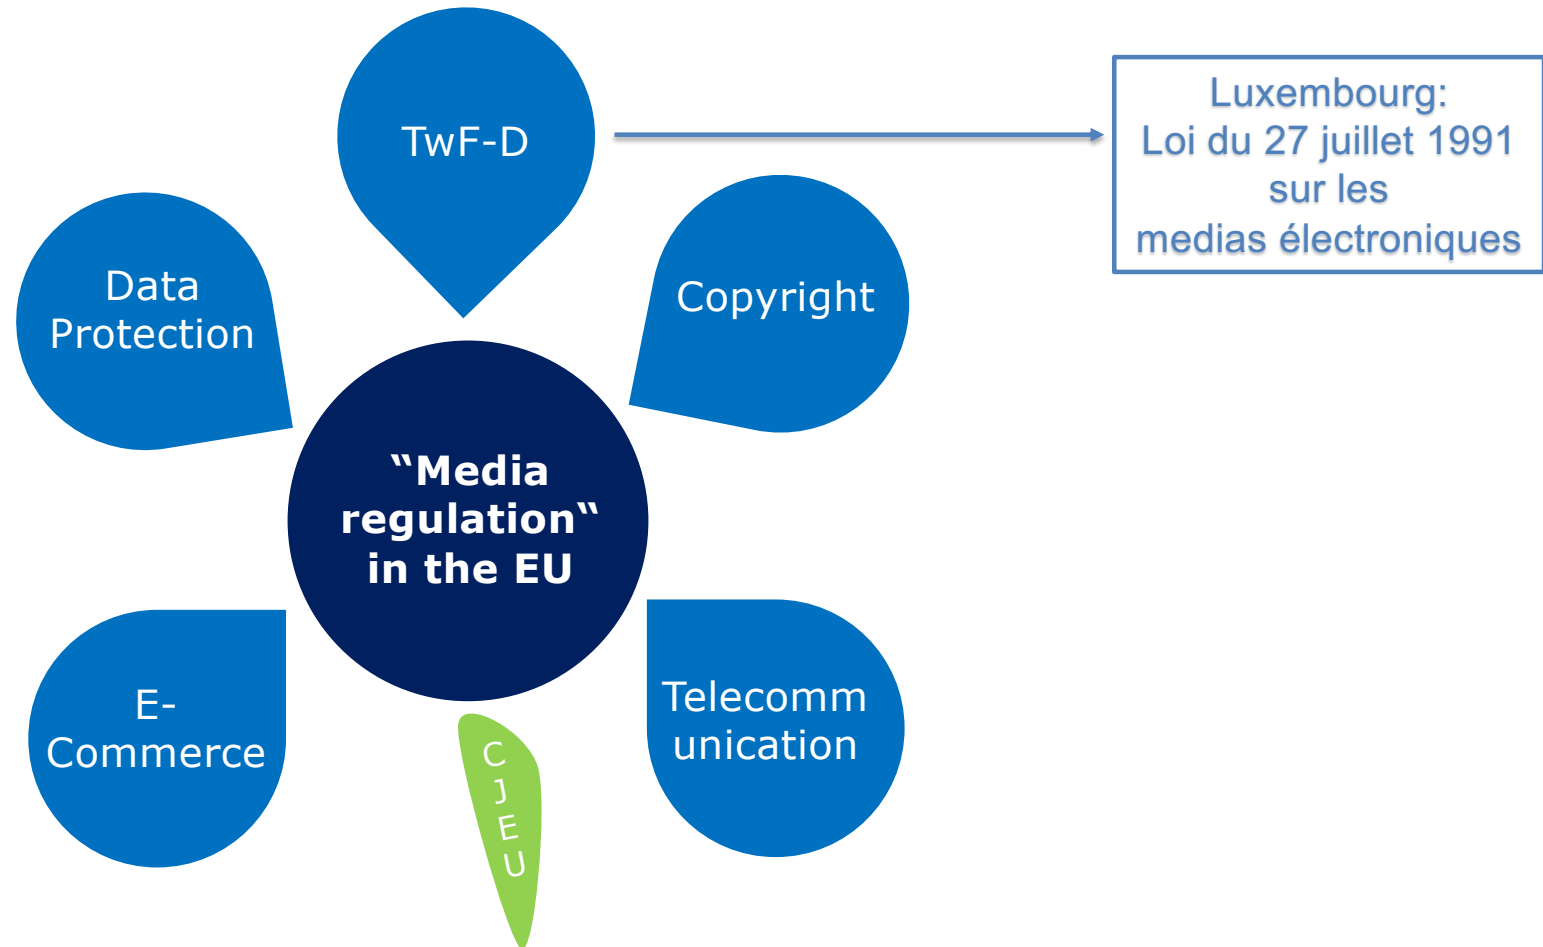 TwF-D
Luxembourg:
Loi du 27 juillet 1991
sur les
medias électroniques
Data
Protection
Copyright
‟Media
regulation‟
in the EU
E-
Commerce
Telecomm
unication
C
J
E
U